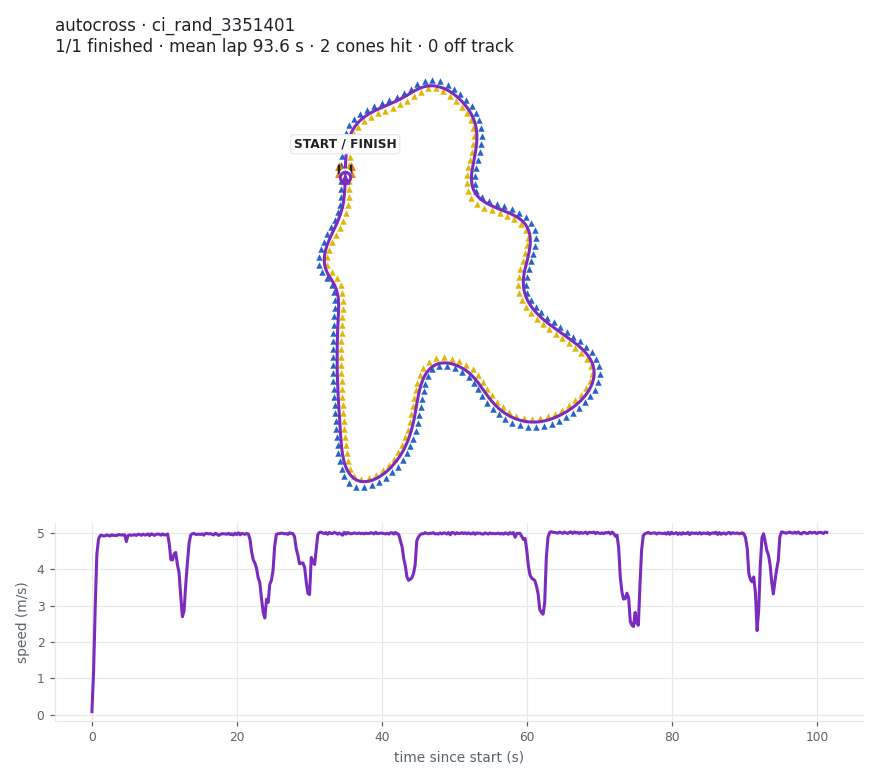 autocross · ci_rand_3351401
1/1 finished · mean lap 93.6 s · 2 cones hit · 0 off track
START / FINISH
5
4
3
2
1
0
speed (m/s)
0 20 40 60 80 100
time since start (s)